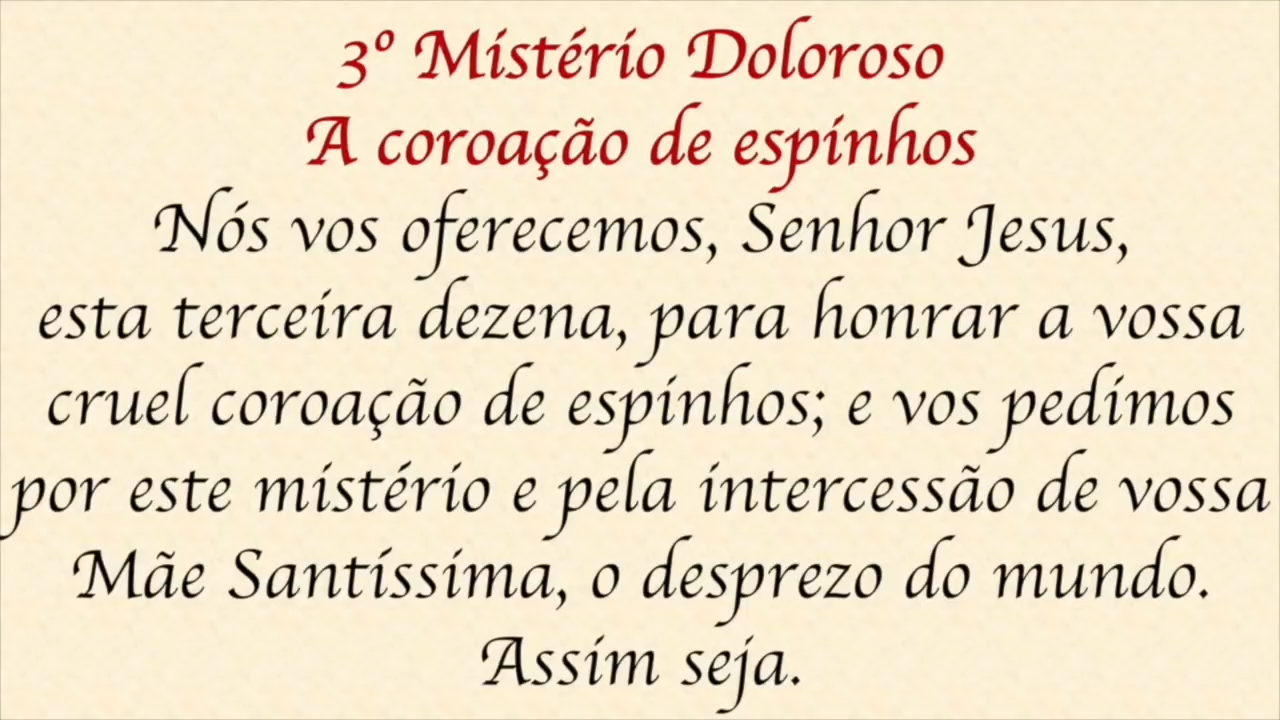 3º Mistério Doloroso
A coroação de espinhos
Nós vos oferecemos, Senhor Jesus,
esta terceira dezena, para honrar a vossa
cruel coroação de espinhos; e vos pedimos
por este mistério e pela intercessão de vossa
Mãe Santíssima, o desprezo do mundo.
Assim seja.